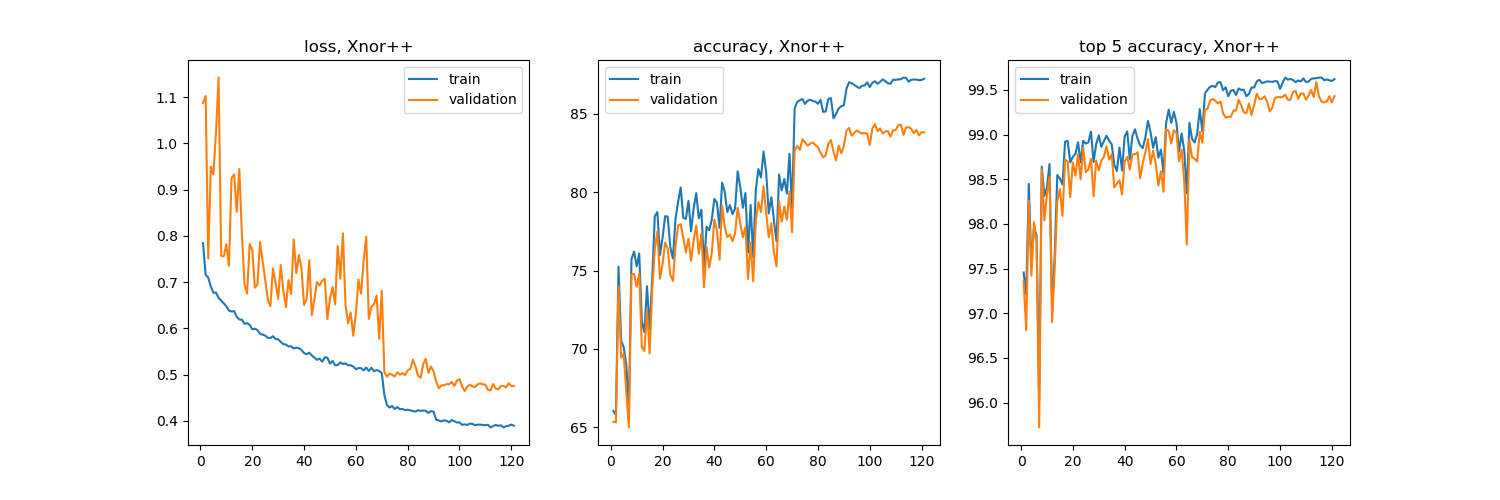 loss, Xnor++
train
validation
1.1
1.0
0.9
0.8
0.7
0.6
0.5
0.4
0 20 40 60 80 100 120
accuracy, Xnor++
train
validation
85
80
75
70
65
0 20 40 60 80 100 120
top 5 accuracy, Xnor++
train
validation
99.5
99.0
98.5
98.0
97.5
97.0
96.5
96.0
0 20 40 60 80 100 120